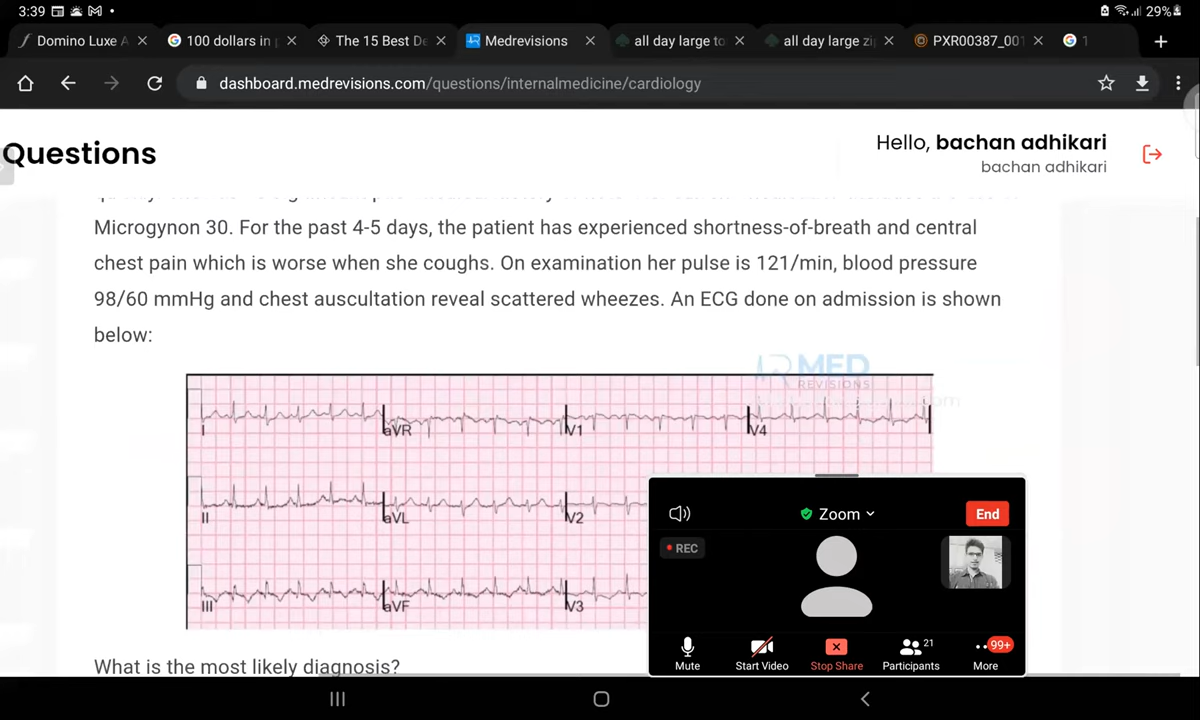 3:39
29%
Domino Luxe A
100 dollars in
The 15 Best De
Medrevisions
all day large to
all day large zi
PXR00387_001
1
dashboard.medrevisions.com/questions/internalmedicine/cardiology
Questions
Hello, bachan adhikari
bachan adhikari
Microgynon 30. For the past 4-5 days, the patient has experienced shortness-of-breath and central
chest pain which is worse when she coughs. On examination her pulse is 121/min, blood pressure
98/60 mmHg and chest auscultation reveal scattered wheezes. An ECG done on admission is shown
below:
MED
REVISIONS
I
aVR
V1
V4
II
aVL
V2
III
aVF
V3
Zoom
End
REC
Mute
Start Video
Stop Share
Participants
21
More
99+
What is the most likely diagnosis?